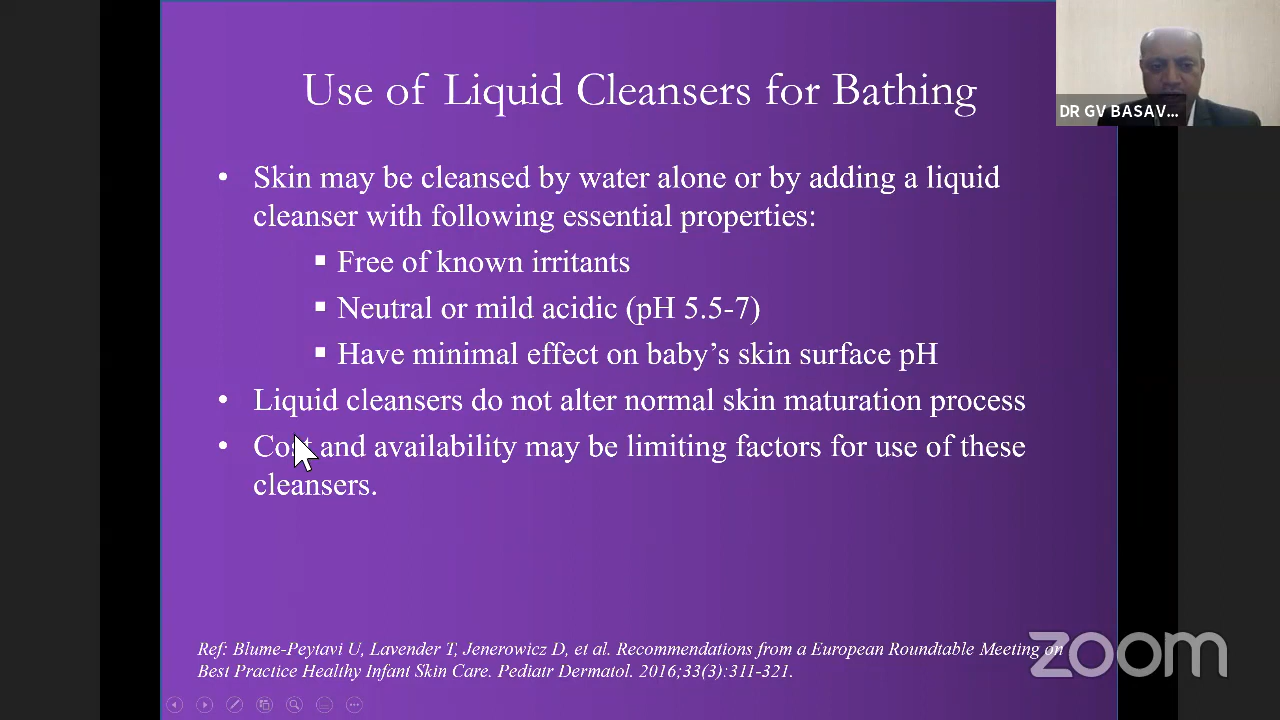 Use of Liquid Cleansers for Bathing
DR GV BASAV...
• Skin may be cleansed by water alone or by adding a liquid
cleanser with following essential properties:
▪ Free of known irritants
▪ Neutral or mild acidic (pH 5.5-7)
▪ Have minimal effect on baby’s skin surface pH
• Liquid cleansers do not alter normal skin maturation process
• Cost and availability may be limiting factors for use of these
cleansers.
Ref: Blume-Peytavi U, Lavender T, Jenerowicz D, et al. Recommendations from a European Roundtable Meeting on
Best Practice Healthy Infant Skin Care. Pediatr Dermatol. 2016;33(3):311-321.
zoom